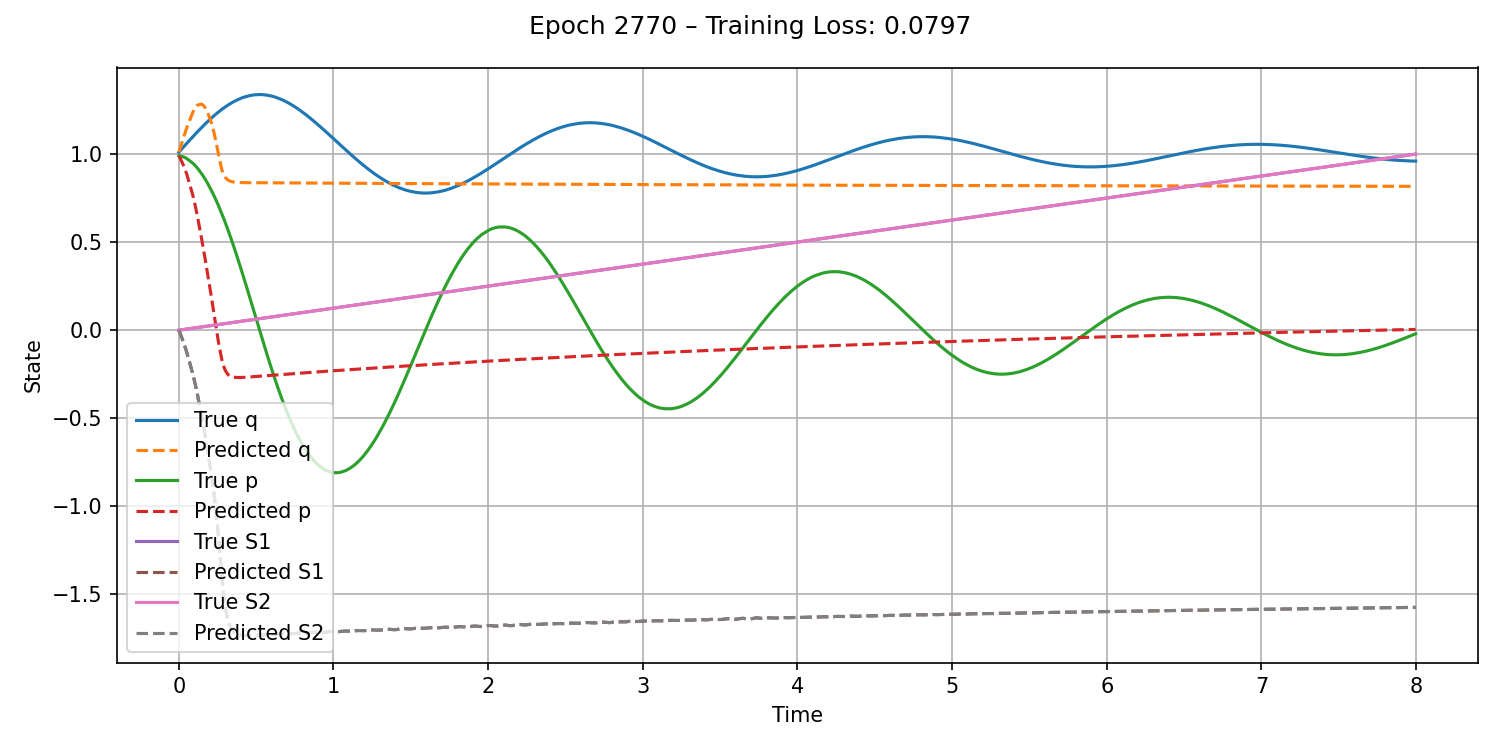 Epoch 2770 – Training Loss: 0.0797
State
1.0
0.5
0.0
−0.5
−1.0
−1.5
True q
Predicted q
True p
Predicted p
True S1
Predicted S1
True S2
Predicted S2
0 1 2 3 4 5 6 7 8
Time